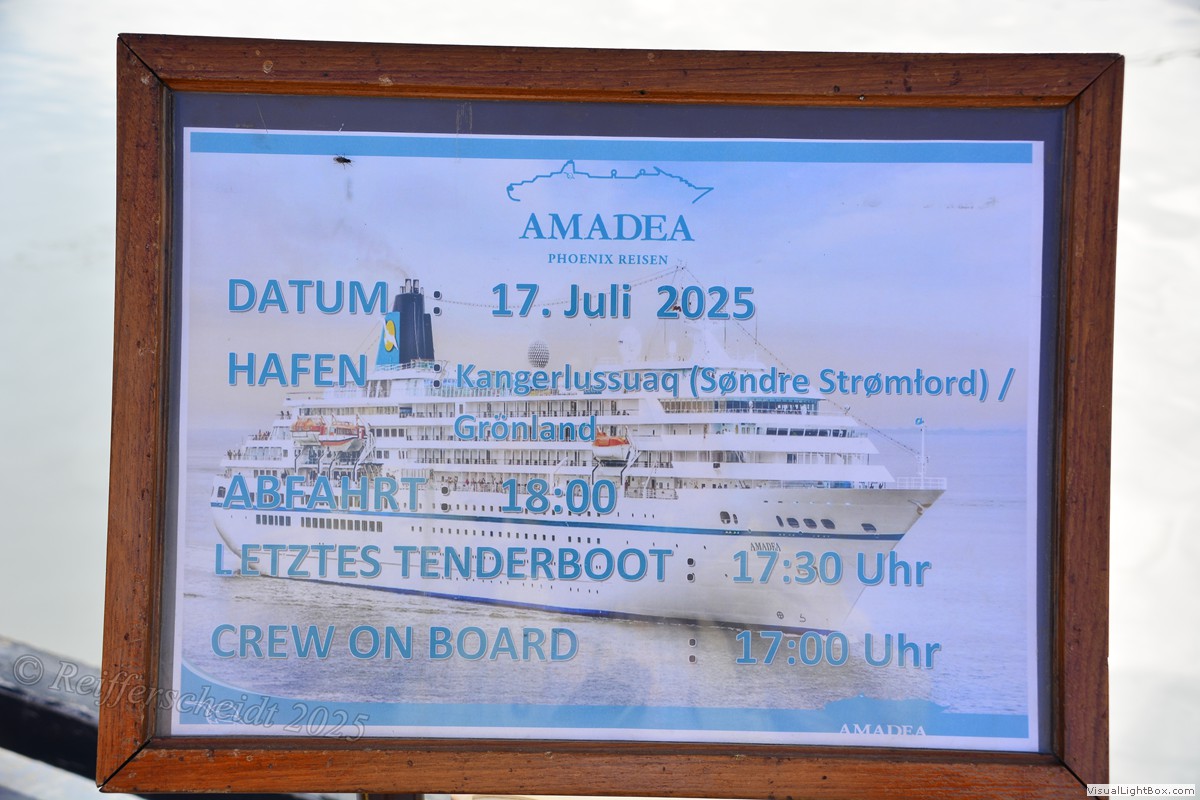 AMADEA
PHOENIX REISEN
DATUM : 17. Juli 2025
HAFEN : Kangerlussuaq (Søndre Strømłord) /
Grönland
ABFAHRT : 18:00
AMADEA
LETZTES TENDERBOOT : 17:30 Uhr
CREW ON BOARD : 17:00 Uhr
© Reifferscheidt 2025
AMADEA
VisualLightBox.com